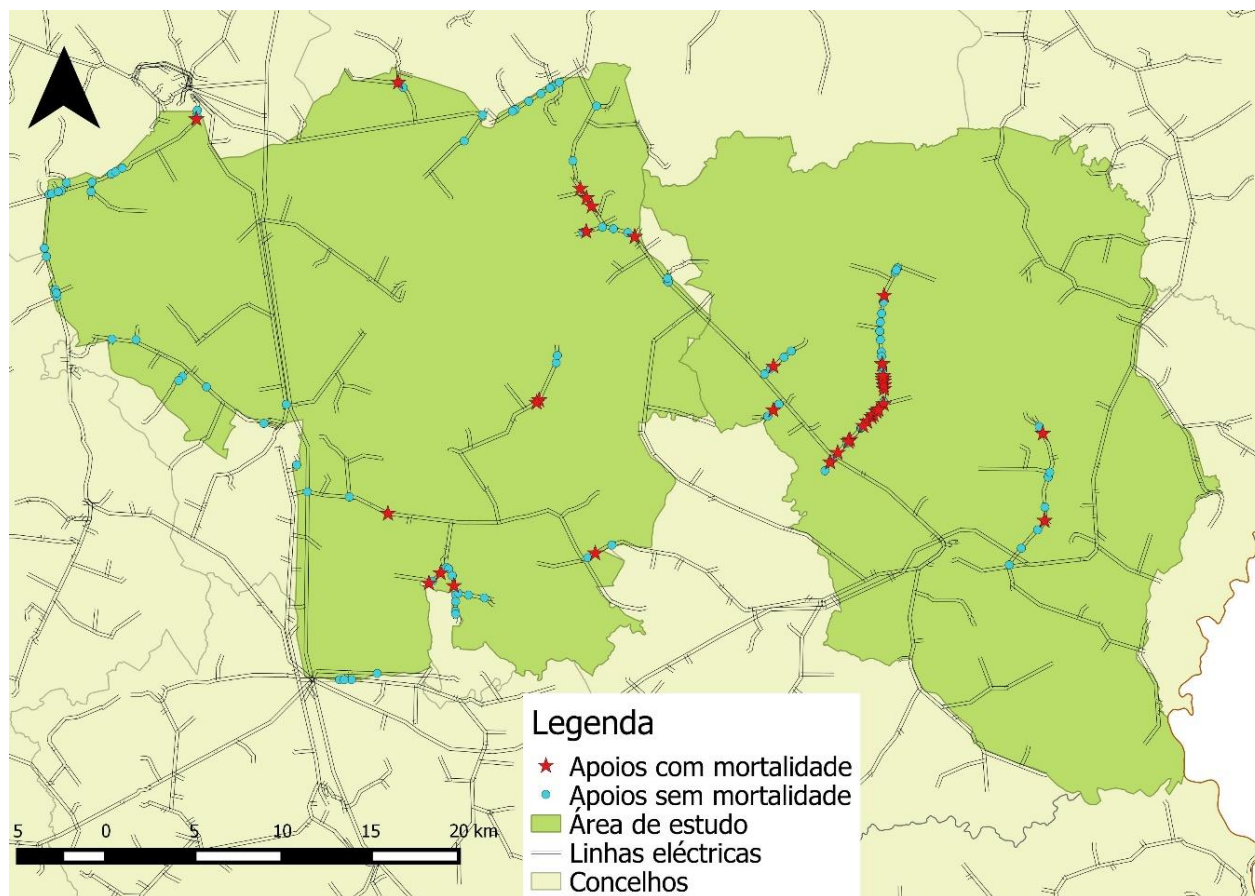 Legenda
Apoios com mortalidade
Apoios sem mortalidade
Área de estudo
Linhas eléctricas
Concelhos
5 0 5 10 15 20 km